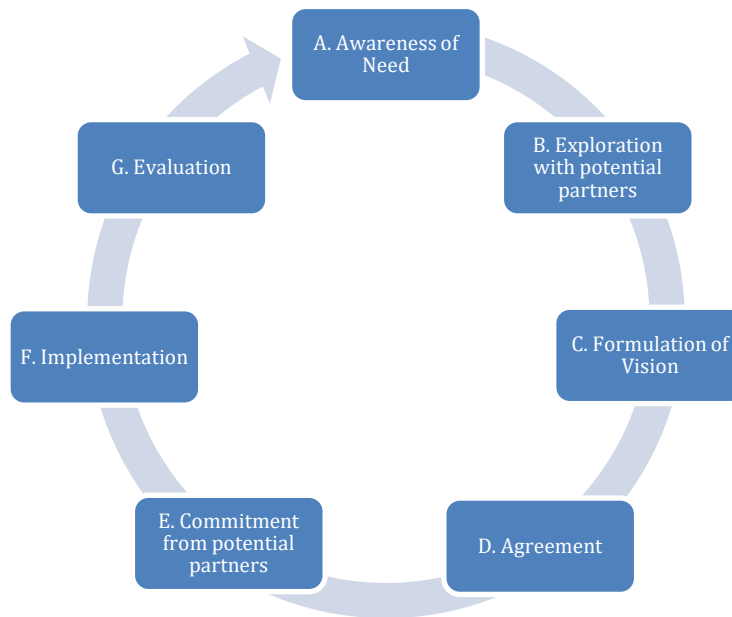 A. Awareness of
Need
B. Exploration
with potential
partners
C. Formulation of
Vision
D. Agreement
E. Commitment
from potential
partners
F. Implementation
G. Evaluation